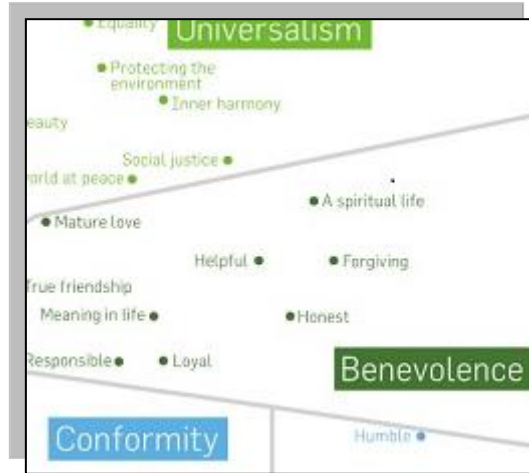 Equality
Universalism
Protecting the
environment
Inner harmony
eauty
Social justice
orld at peace
A spiritual life
Mature love
Helpful
Forgiving
True friendship
Meaning in life
Honest
Responsible
Loyal
Benevolence
Conformity
Humble